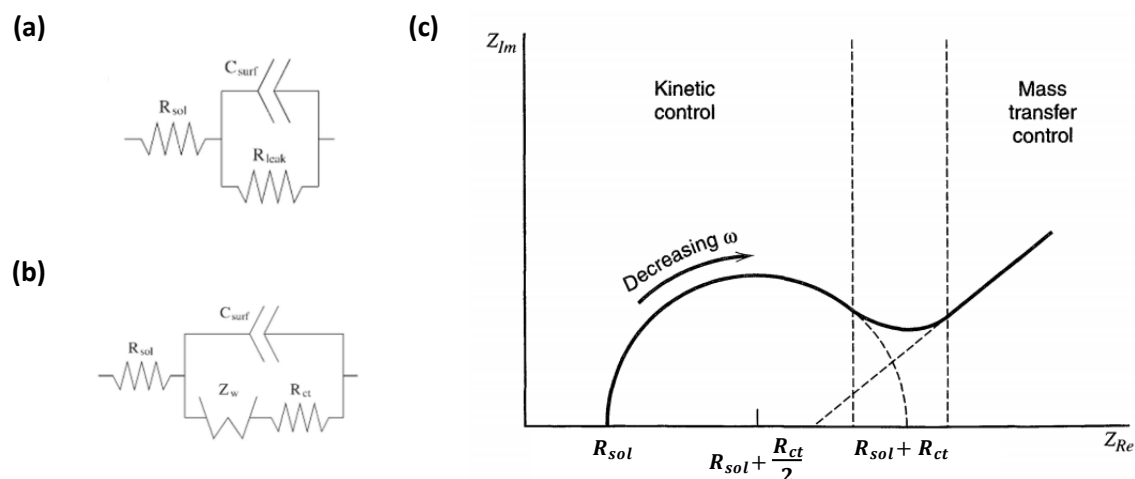 (a)
C_surf
R_sol
R_leak
(b)
C_surf
R_sol
Z_w
R_ct
(c)
Z_Im
Kinetic
control
Mass
transfer
control
Decreasing ω
R_sol
R_sol + R_ct/2
R_sol + R_ct
Z_Re